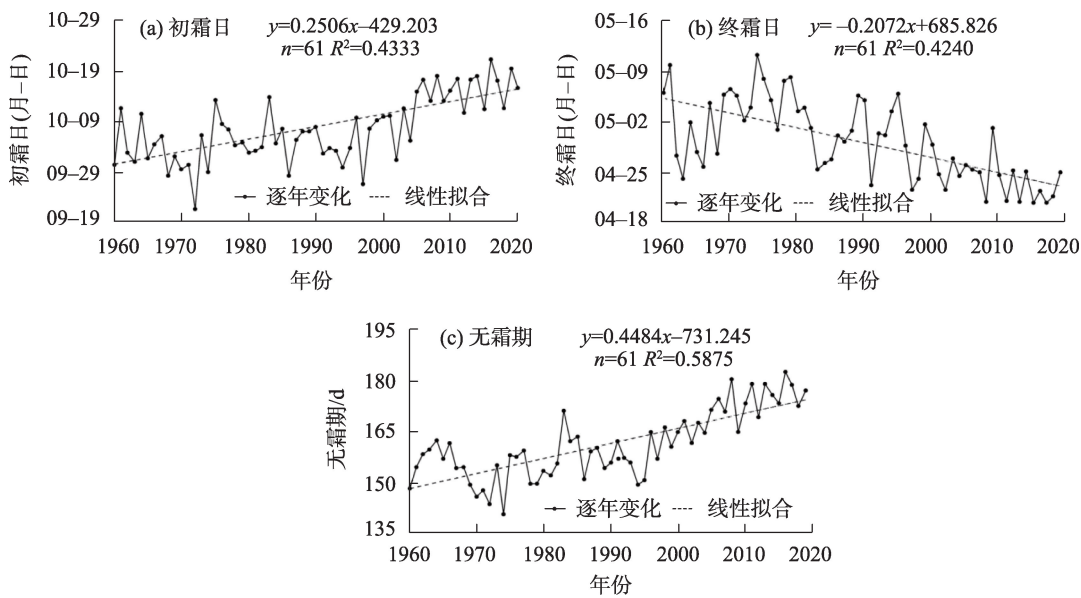 (a) 初霜日
y=0.2506x–429.203
n=61 R²=0.4333
10–29
10–19
10–09
09–29
09–19
初霜日(月–日)
逐年变化
线性拟合
1960 1970 1980 1990 2000 2010 2020
年份
(b) 终霜日
y= –0.2072x+685.826
n=61 R²=0.4240
05–16
05–09
05–02
04–25
04–18
终霜日(月–日)
逐年变化
线性拟合
1960 1970 1980 1990 2000 2010 2020
年份
(c) 无霜期
y=0.4484x–731.245
n=61 R²=0.5875
195
180
165
150
135
无霜期/d
逐年变化
线性拟合
1960 1970 1980 1990 2000 2010 2020
年份